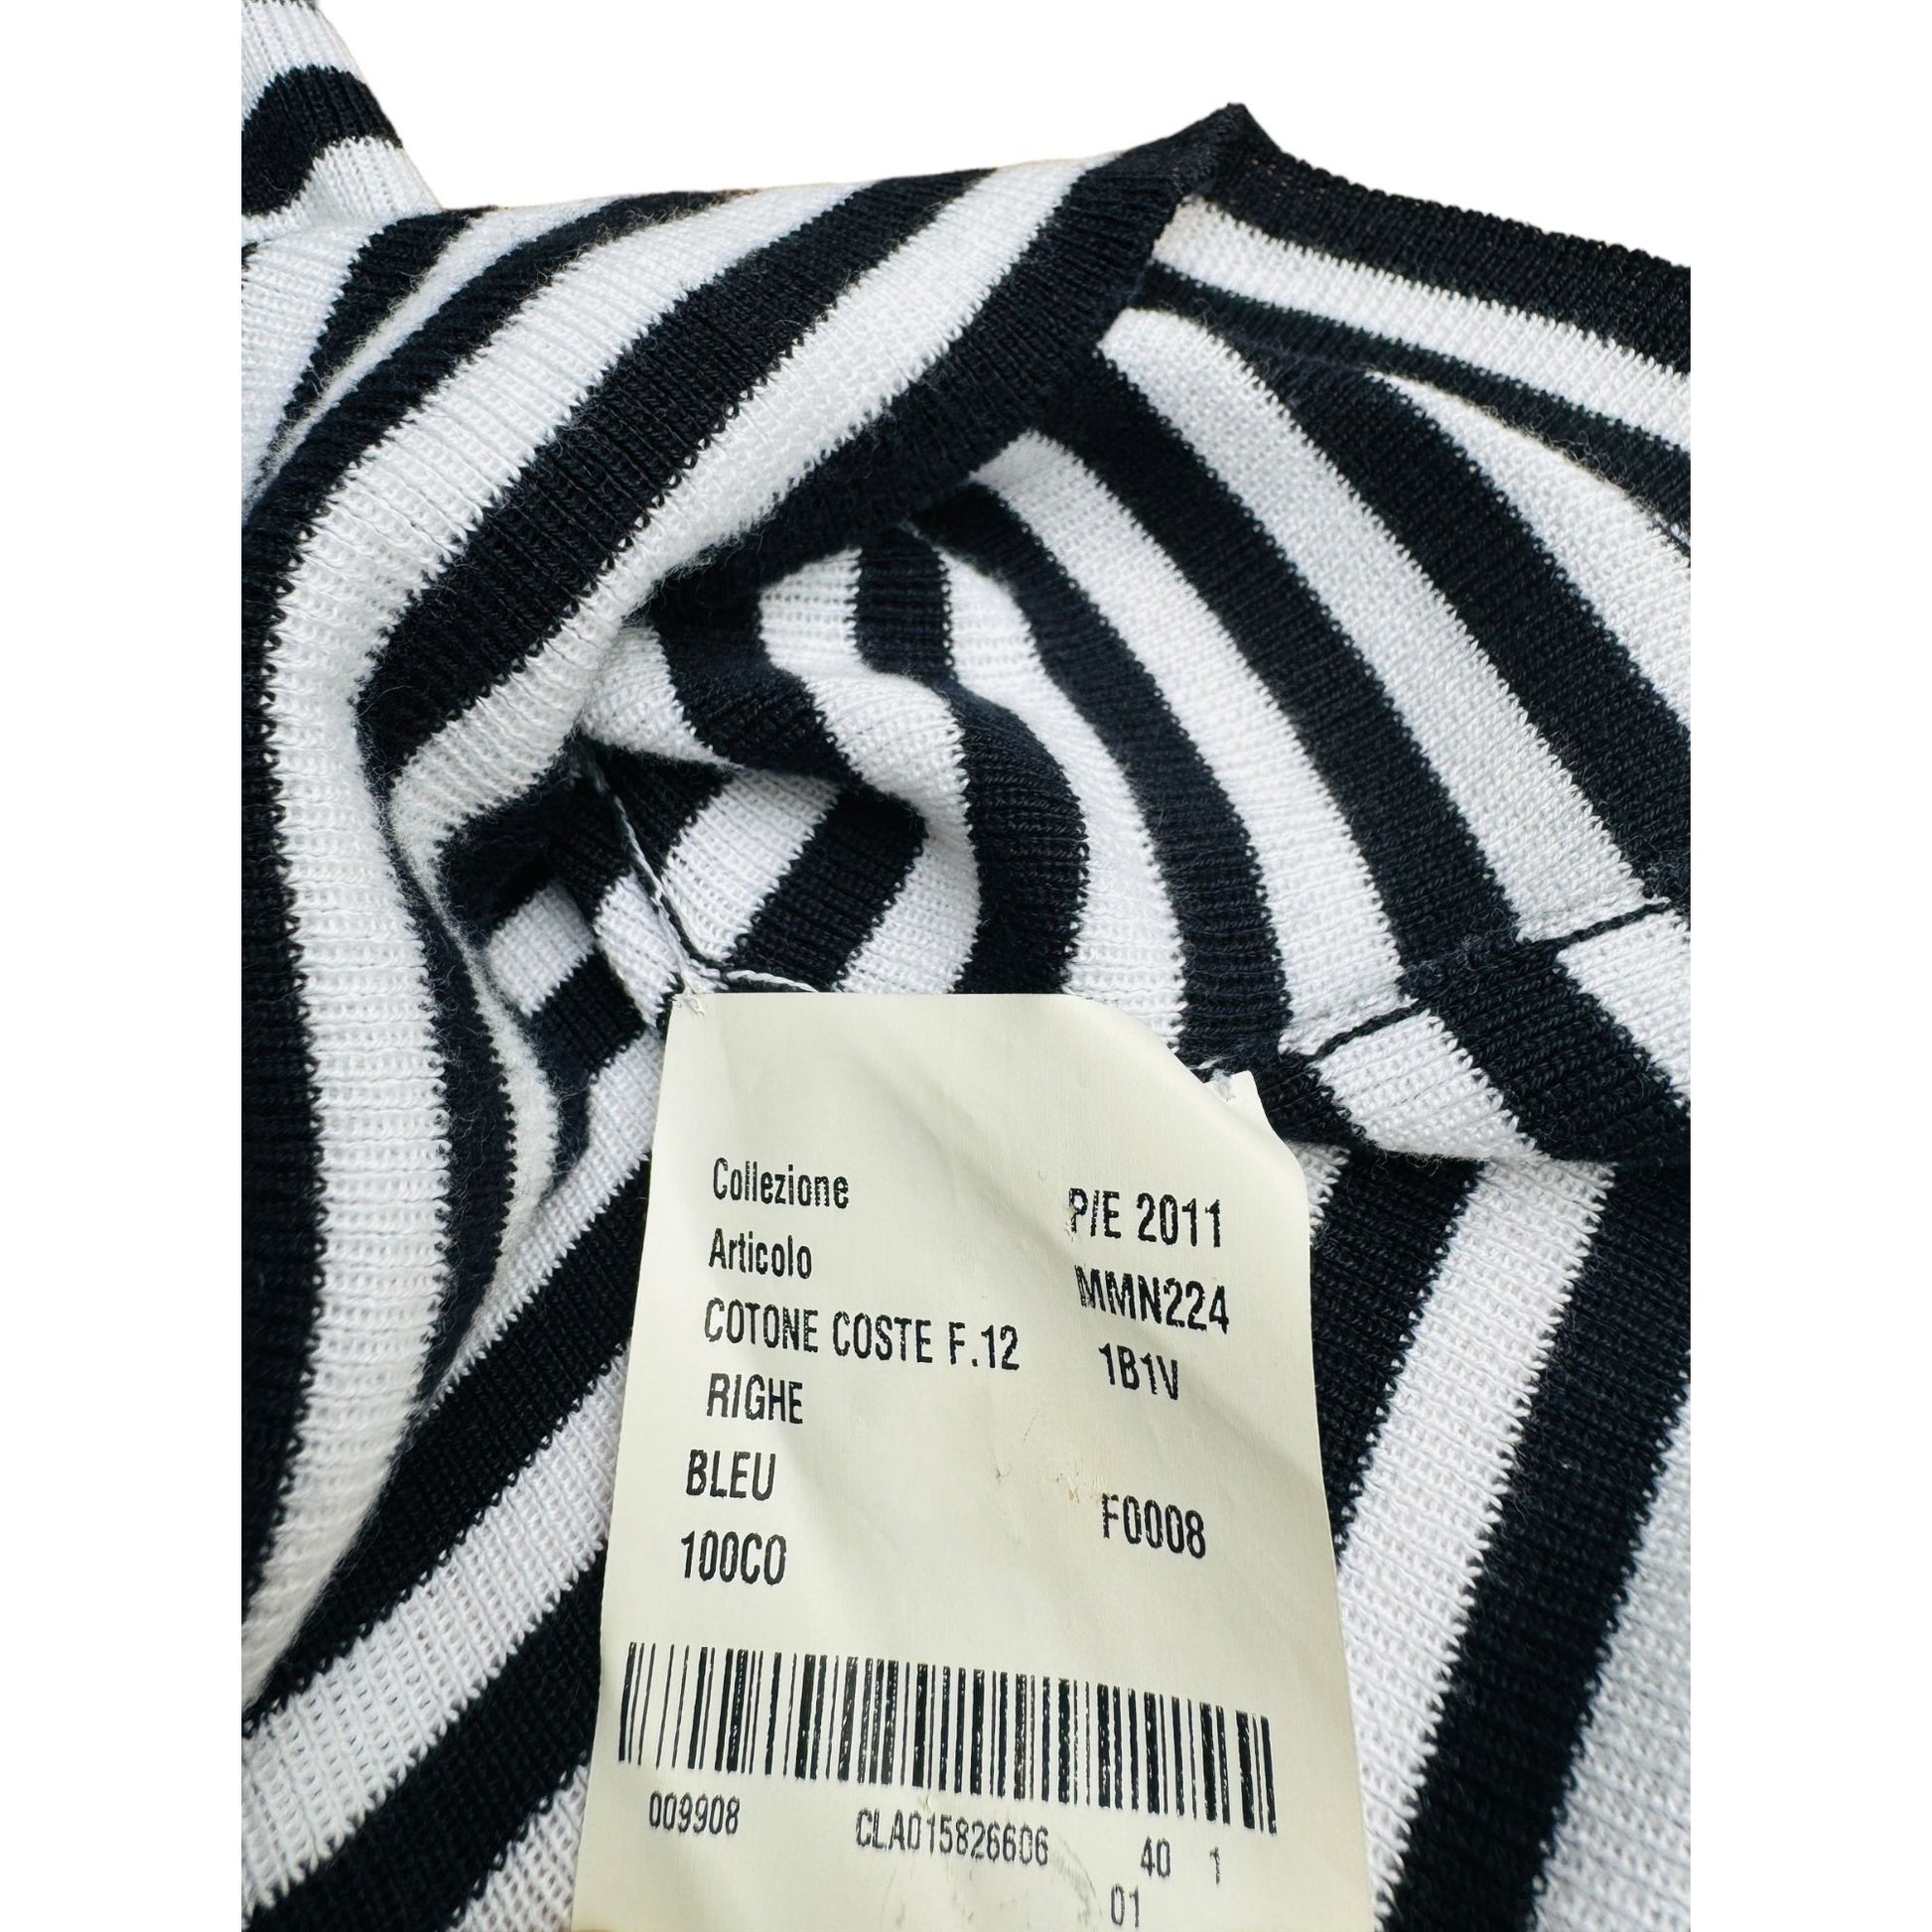 Collezione P/E 2011
Articolo MMN224
COTONE COSTE F.12 1B1V
RIGHE
BLEU F0008
100CO
009908 CLA015826606 40 1
01